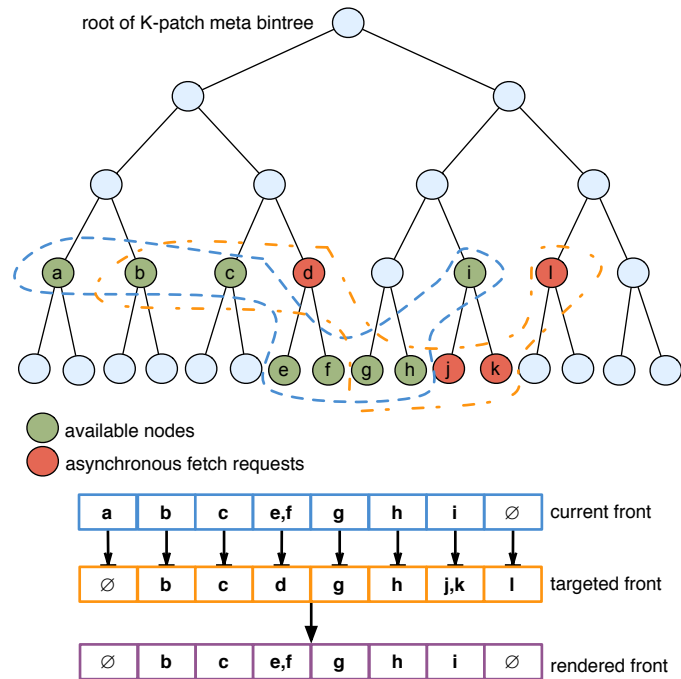 root of K-patch meta bintree
a b c d i l
e f g h j k
available nodes
asynchronous fetch requests
a b c e,f g h i ∅ current front
∅ b c d g h j,k l targeted front
∅ b c e,f g h i ∅ rendered front